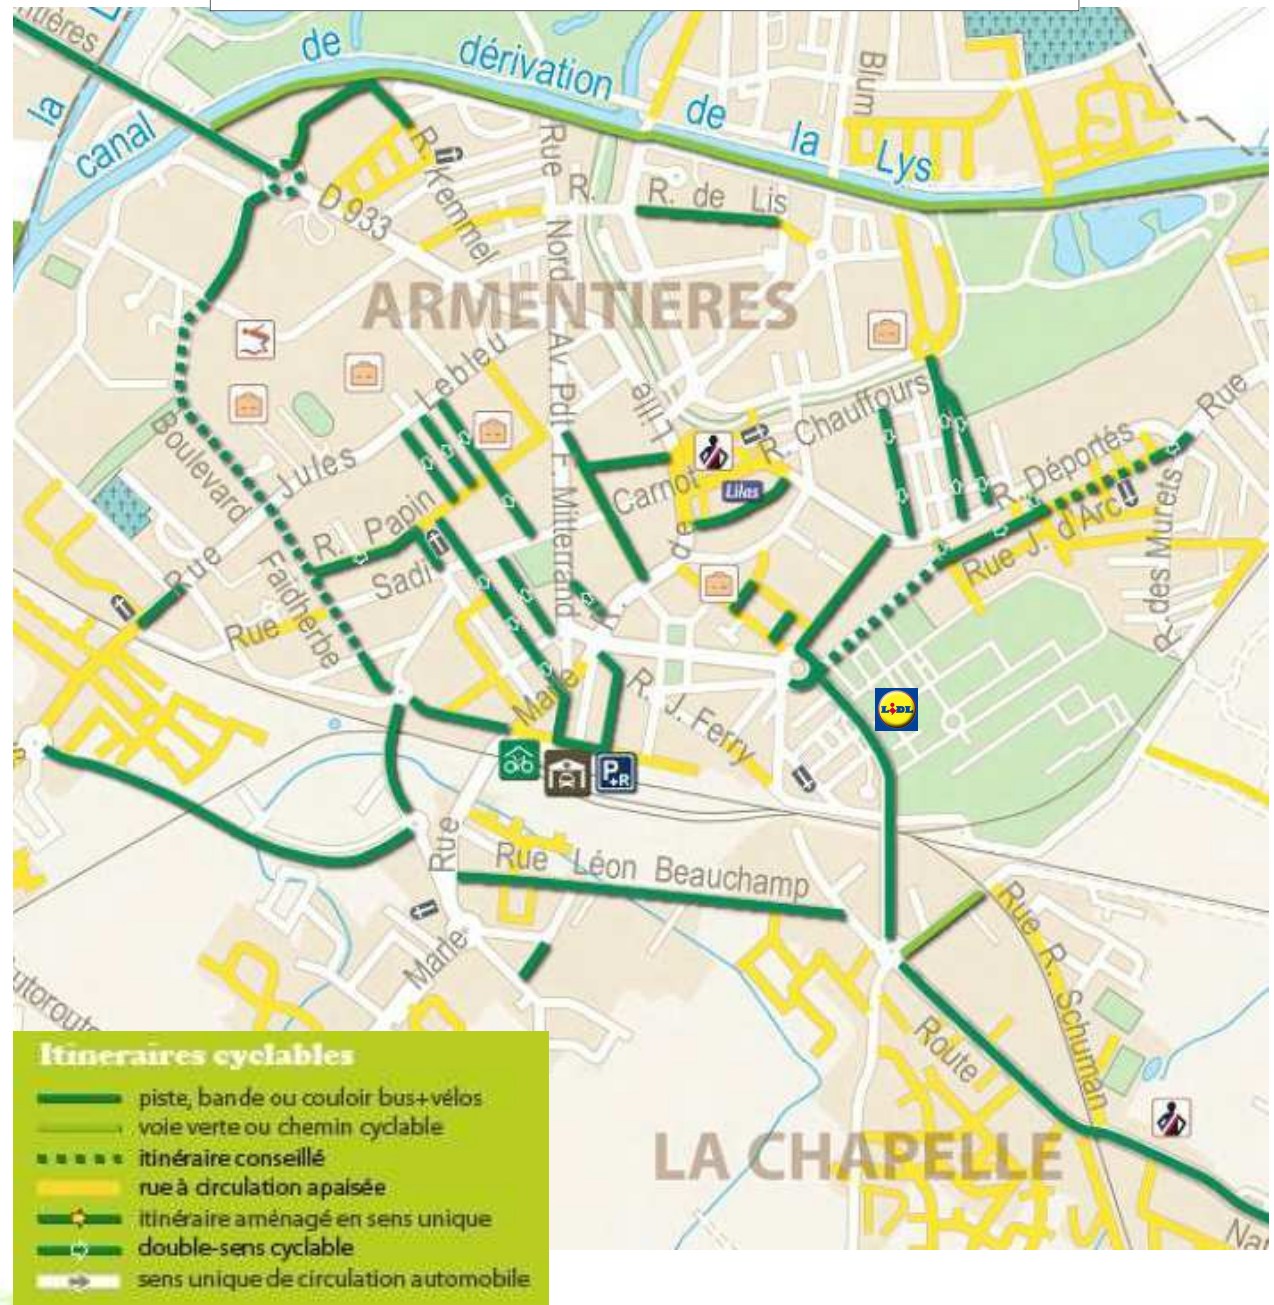 de
dérivation
de
la
Lys
la
canal
Blum
R. Kemmel
D 933
Rue
Nord
R.
R. de Lis
ARMENTIERES
Av. Pdt F. Mitterrand
Lille
de
R.
Jules
Lebleu
Rue
R. Chauffours
Rue
R. Déportés
Rue J. d'Arc
R. des Murets
Boulevard
Faidherbe
R. Papin
Carnot
Sadi
Rue
Lilas
Marle
R. J. Ferry
LIDL
P+R
Rue
Marle
Rue Léon Beauchamp
Rue R. Schuman
Route
LA CHAPELLE
Itineraires cyclables
piste, bande ou couloir bus+vélos
voie verte ou chemin cyclable
itinéraire conseillé
rue à circulation apaisée
itinéraire aménagé en sens unique
double-sens cyclable
sens unique de circulation automobile